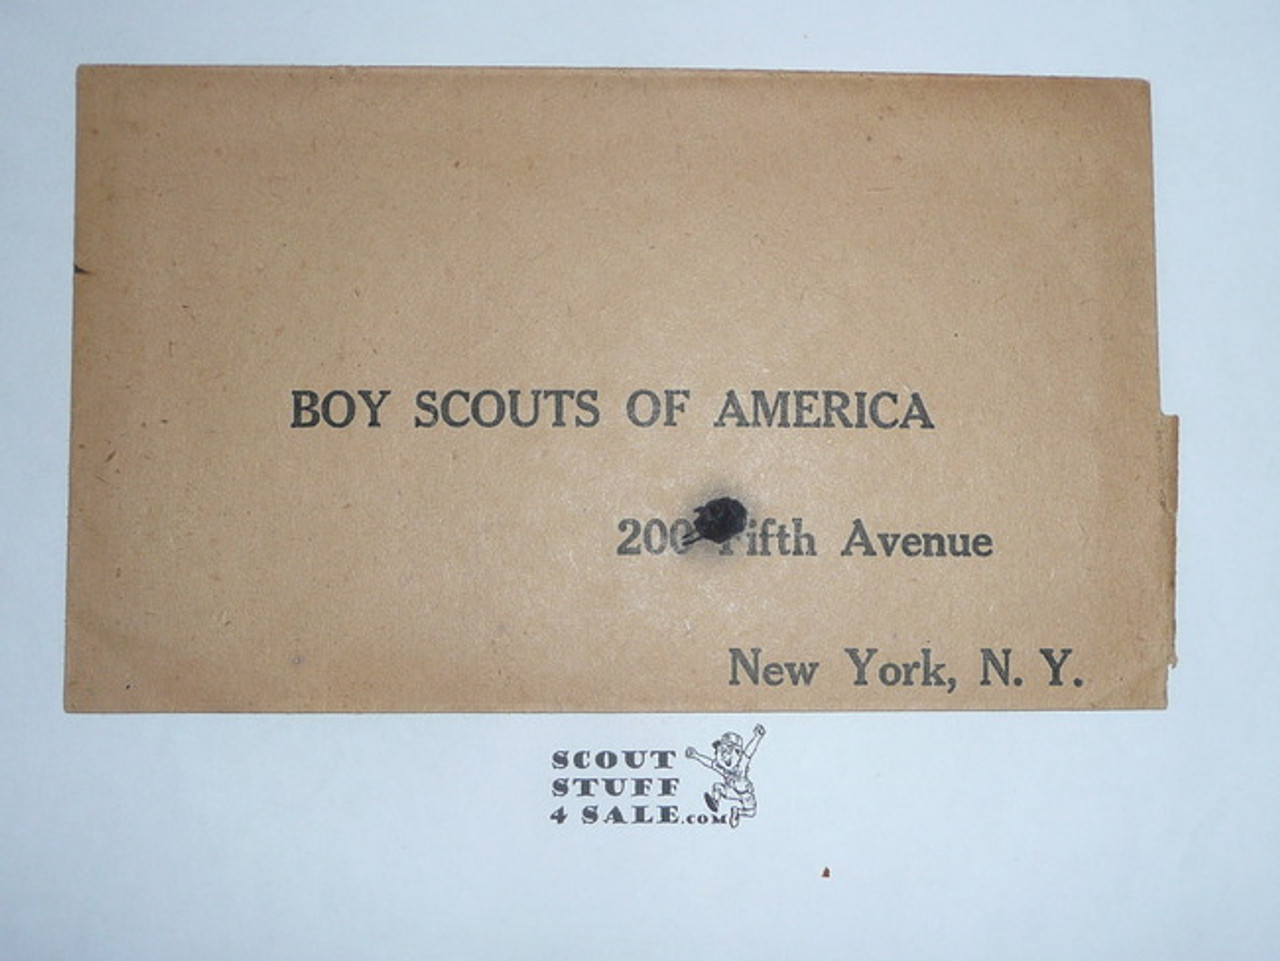 BOY SCOUTS OF AMERICA
200 Fifth Avenue
New York, N. Y.
SCOUT
STUFF
4 SALE.COM